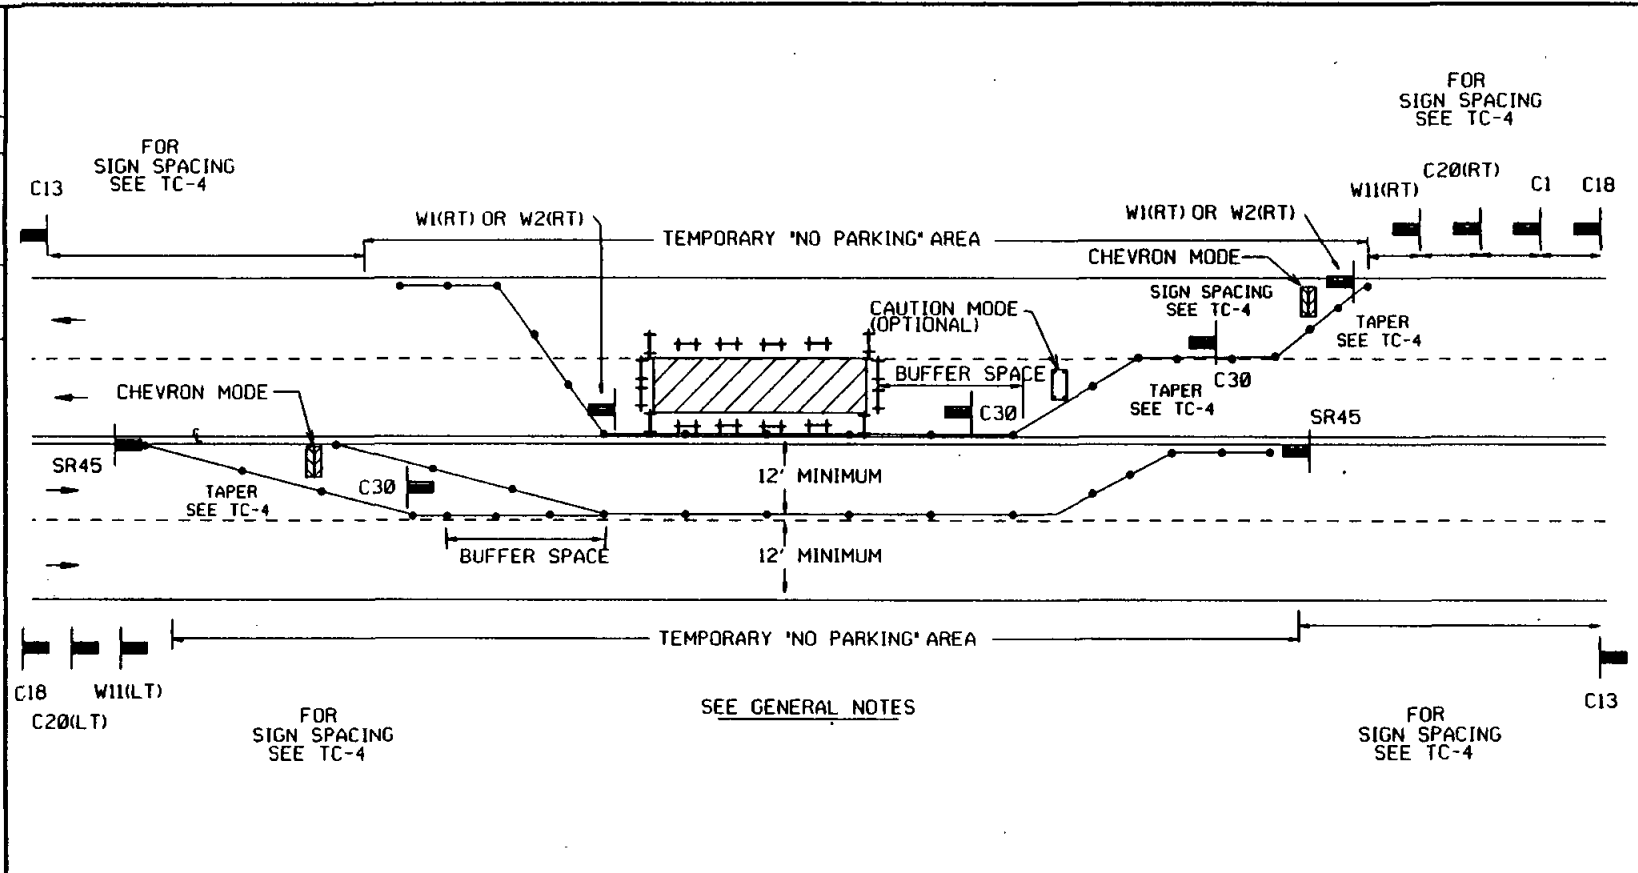 FOR
SIGN SPACING
SEE TC-4
FOR
SIGN SPACING
SEE TC-4
C13
C20(RT)
W11(RT)
C1
C18
W1(RT) OR W2(RT)
W1(RT) OR W2(RT)
TEMPORARY "NO PARKING" AREA
CHEVRON MODE
SIGN SPACING
SEE TC-4
CAUTION MODE
(OPTIONAL)
TAPER
SEE TC-4
BUFFER SPACE
C30
TAPER
SEE TC-4
CHEVRON MODE
C30
SR45
SR45
12' MINIMUM
C30
TAPER
SEE TC-4
BUFFER SPACE
12' MINIMUM
TEMPORARY "NO PARKING" AREA
C18
W11(LT)
C20(LT)
C13
SEE GENERAL NOTES
FOR
SIGN SPACING
SEE TC-4
FOR
SIGN SPACING
SEE TC-4